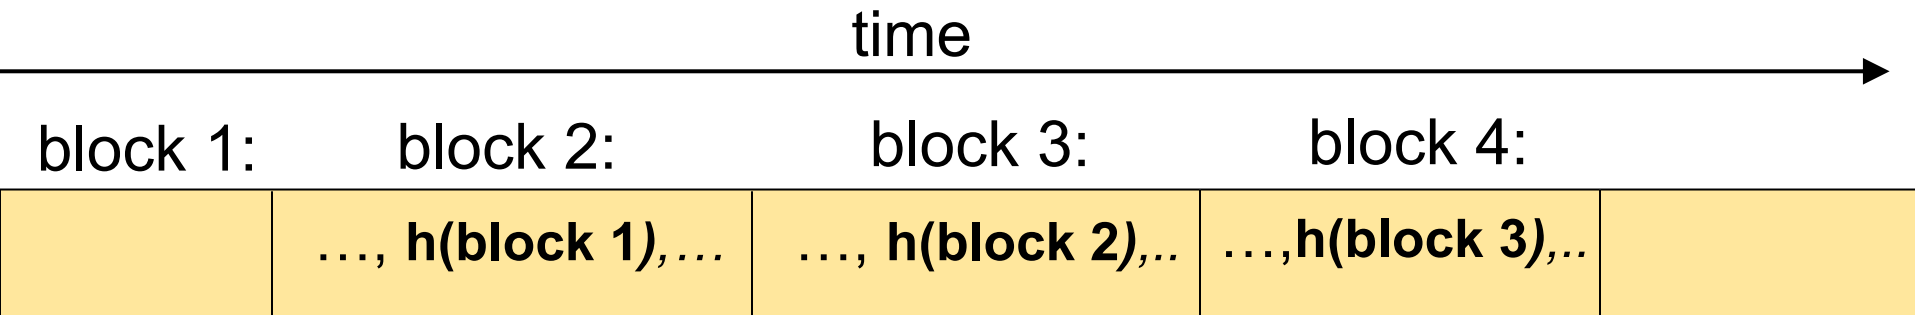 time
block 1: block 2: block 3: block 4:
…, h(block 1),… …, h(block 2),.. …,h(block 3),..